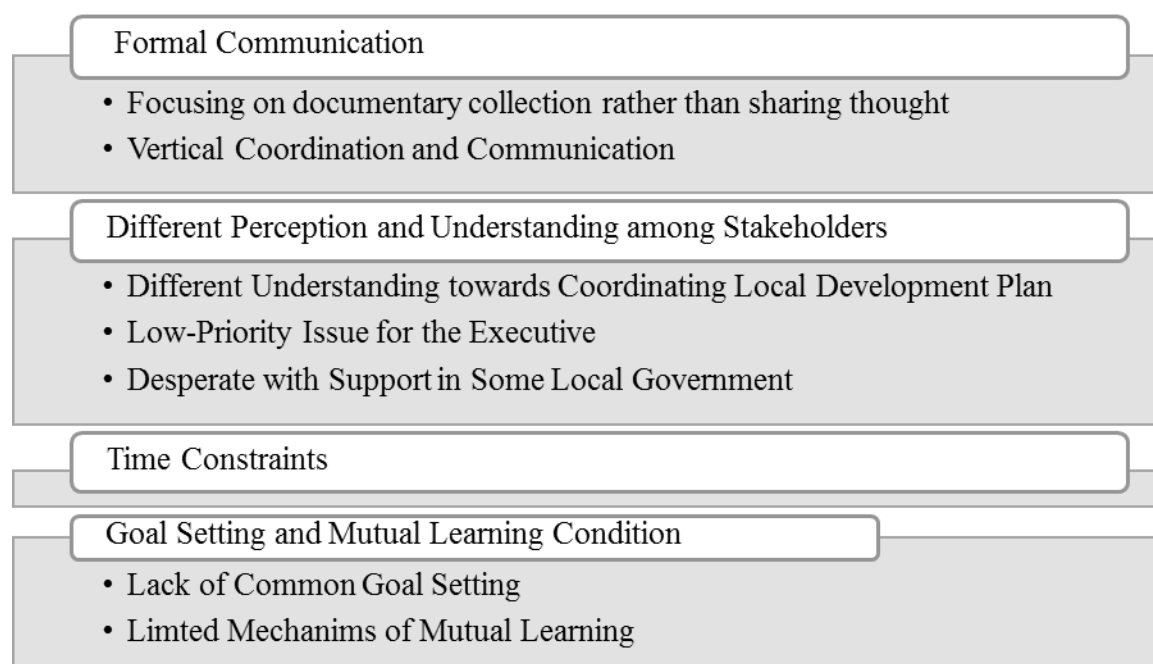 Formal Communication
• Focusing on documentary collection rather than sharing thought
• Vertical Coordination and Communication
Different Perception and Understanding among Stakeholders
• Different Understanding towards Coordinating Local Development Plan
• Low-Priority Issue for the Executive
• Desperate with Support in Some Local Government
Time Constraints
Goal Setting and Mutual Learning Condition
• Lack of Common Goal Setting
• Limted Mechanims of Mutual Learning